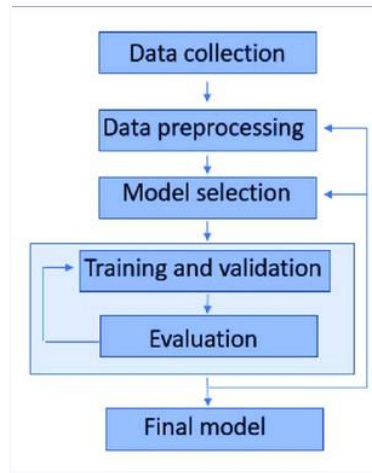 Data collection
Data preprocessing
Model selection
Training and validation
Evaluation
Final model